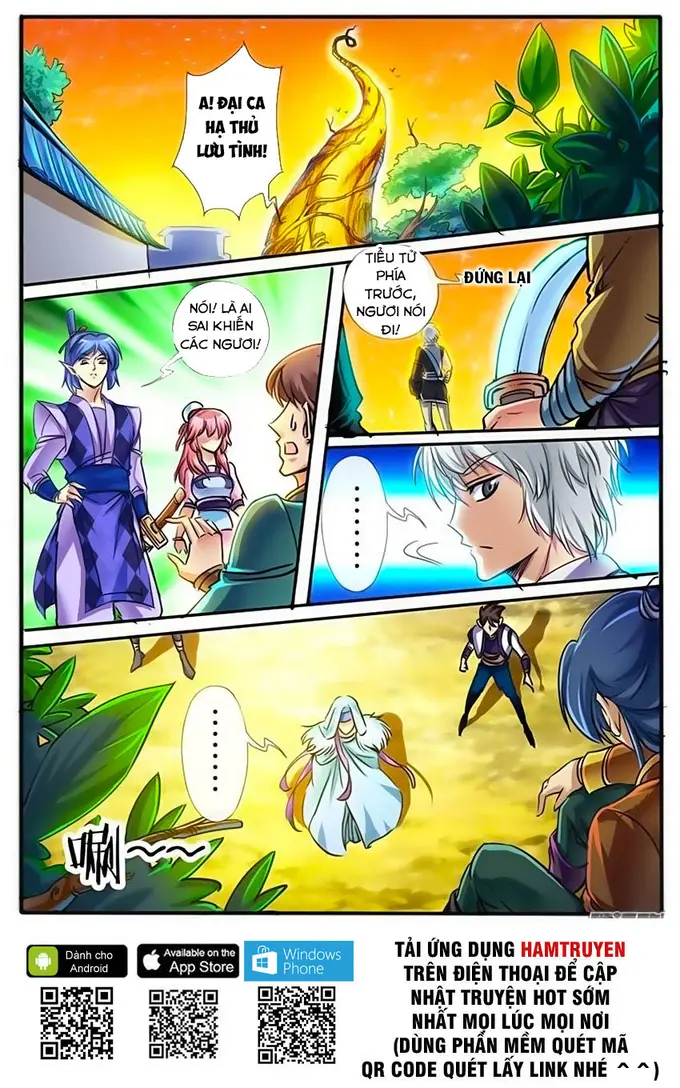 A! ĐẠI CA
HẠ THỦ
LƯU TÌNH!
TIỂU TỬ
PHÍA
TRƯỚC,
NGƯƠI NÓI
ĐI!
ĐỨNG LẠI
NÓI! LÀ AI
SAI KHIẾN
CÁC NGƯƠI!
Dành cho
Android
Available on the
App Store
Windows
Phone
TẢI ỨNG DỤNG HAMTRUYEN
TRÊN ĐIỆN THOẠI ĐỂ CẬP
NHẬT TRUYỆN HOT SỚM
NHẤT MỌI LÚC MỌI NƠI
(DÙNG PHẦN MỀM QUÉT MÃ
QR CODE QUÉT LẤY LINK NHÉ ^ ^)